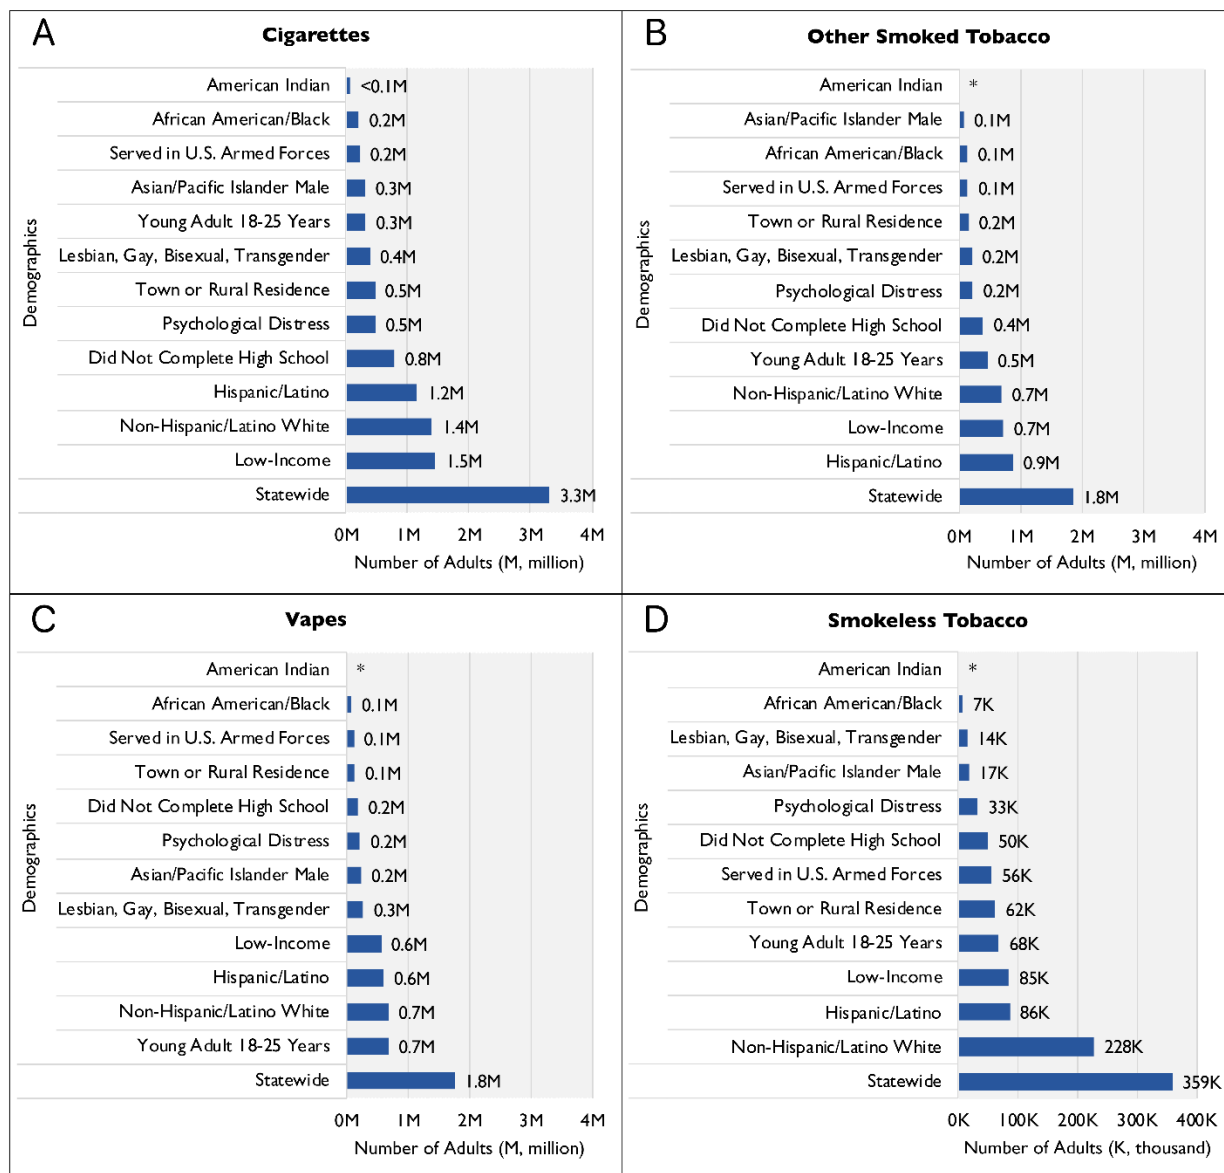 A
Cigarettes
Demographics
American Indian <0.1M
African American/Black 0.2M
Served in U.S. Armed Forces 0.2M
Asian/Pacific Islander Male 0.3M
Young Adult 18-25 Years 0.3M
Lesbian, Gay, Bisexual, Transgender 0.4M
Town or Rural Residence 0.5M
Psychological Distress 0.5M
Did Not Complete High School 0.8M
Hispanic/Latino 1.2M
Non-Hispanic/Latino White 1.4M
Low-Income 1.5M
Statewide 3.3M
0M 1M 2M 3M 4M
Number of Adults (M, million)
B
Other Smoked Tobacco
Demographics
American Indian *
Asian/Pacific Islander Male 0.1M
African American/Black 0.1M
Served in U.S. Armed Forces 0.1M
Town or Rural Residence 0.2M
Lesbian, Gay, Bisexual, Transgender 0.2M
Psychological Distress 0.2M
Did Not Complete High School 0.4M
Young Adult 18-25 Years 0.5M
Non-Hispanic/Latino White 0.7M
Low-Income 0.7M
Hispanic/Latino 0.9M
Statewide 1.8M
0M 1M 2M 3M 4M
Number of Adults (M, million)
C
Vapes
Demographics
American Indian *
African American/Black 0.1M
Served in U.S. Armed Forces 0.1M
Town or Rural Residence 0.1M
Did Not Complete High School 0.2M
Psychological Distress 0.2M
Asian/Pacific Islander Male 0.2M
Lesbian, Gay, Bisexual, Transgender 0.3M
Low-Income 0.6M
Hispanic/Latino 0.6M
Non-Hispanic/Latino White 0.7M
Young Adult 18-25 Years 0.7M
Statewide 1.8M
0M 1M 2M 3M 4M
Number of Adults (M, million)
D
Smokeless Tobacco
Demographics
American Indian *
African American/Black 7K
Lesbian, Gay, Bisexual, Transgender 14K
Asian/Pacific Islander Male 17K
Psychological Distress 33K
Did Not Complete High School 50K
Served in U.S. Armed Forces 56K
Town or Rural Residence 62K
Young Adult 18-25 Years 68K
Low-Income 85K
Hispanic/Latino 86K
Non-Hispanic/Latino White 228K
Statewide 359K
0K 100K 200K 300K 400K
Number of Adults (K, thousand)